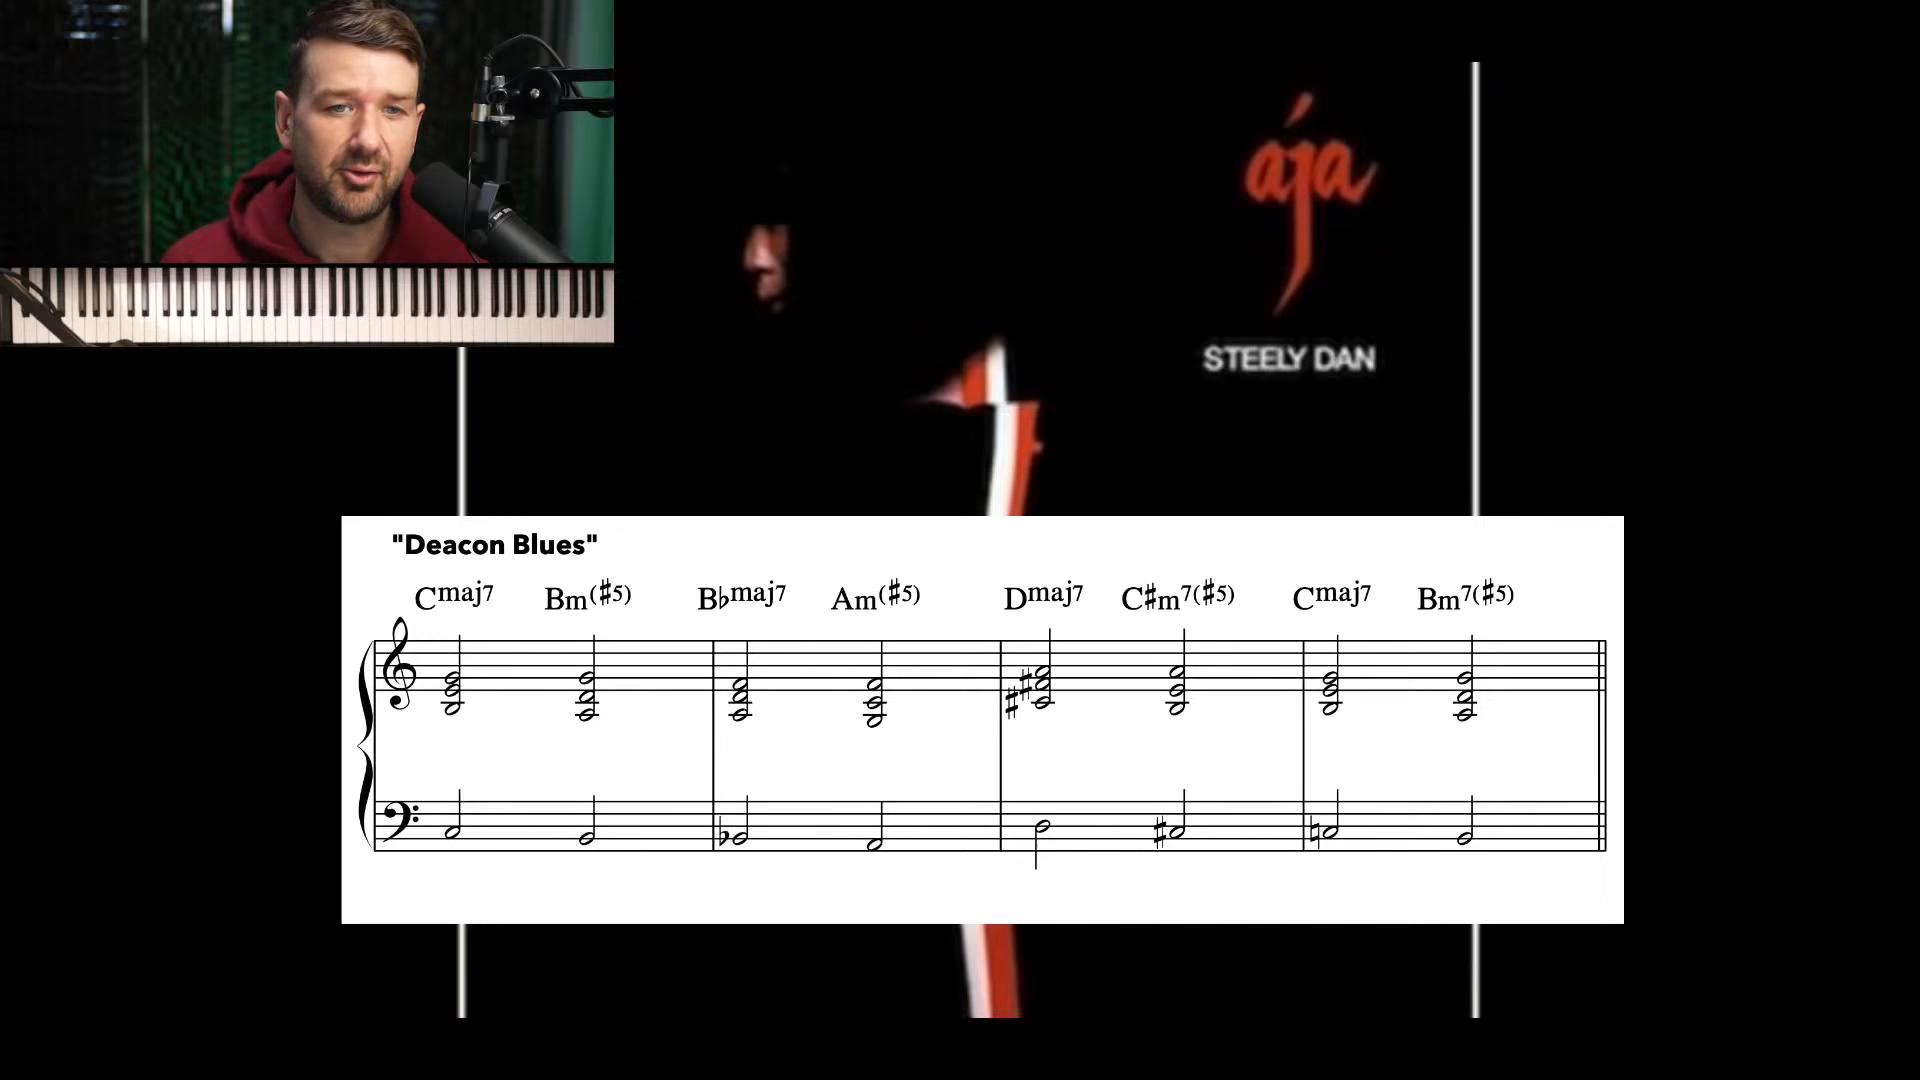 aja
STEELY DAN
"Deacon Blues"
Cmaj7 Bm(♯5) B♭maj7 Am(♯5) Dmaj7 C♯m7(♯5) Cmaj7 Bm7(♯5)